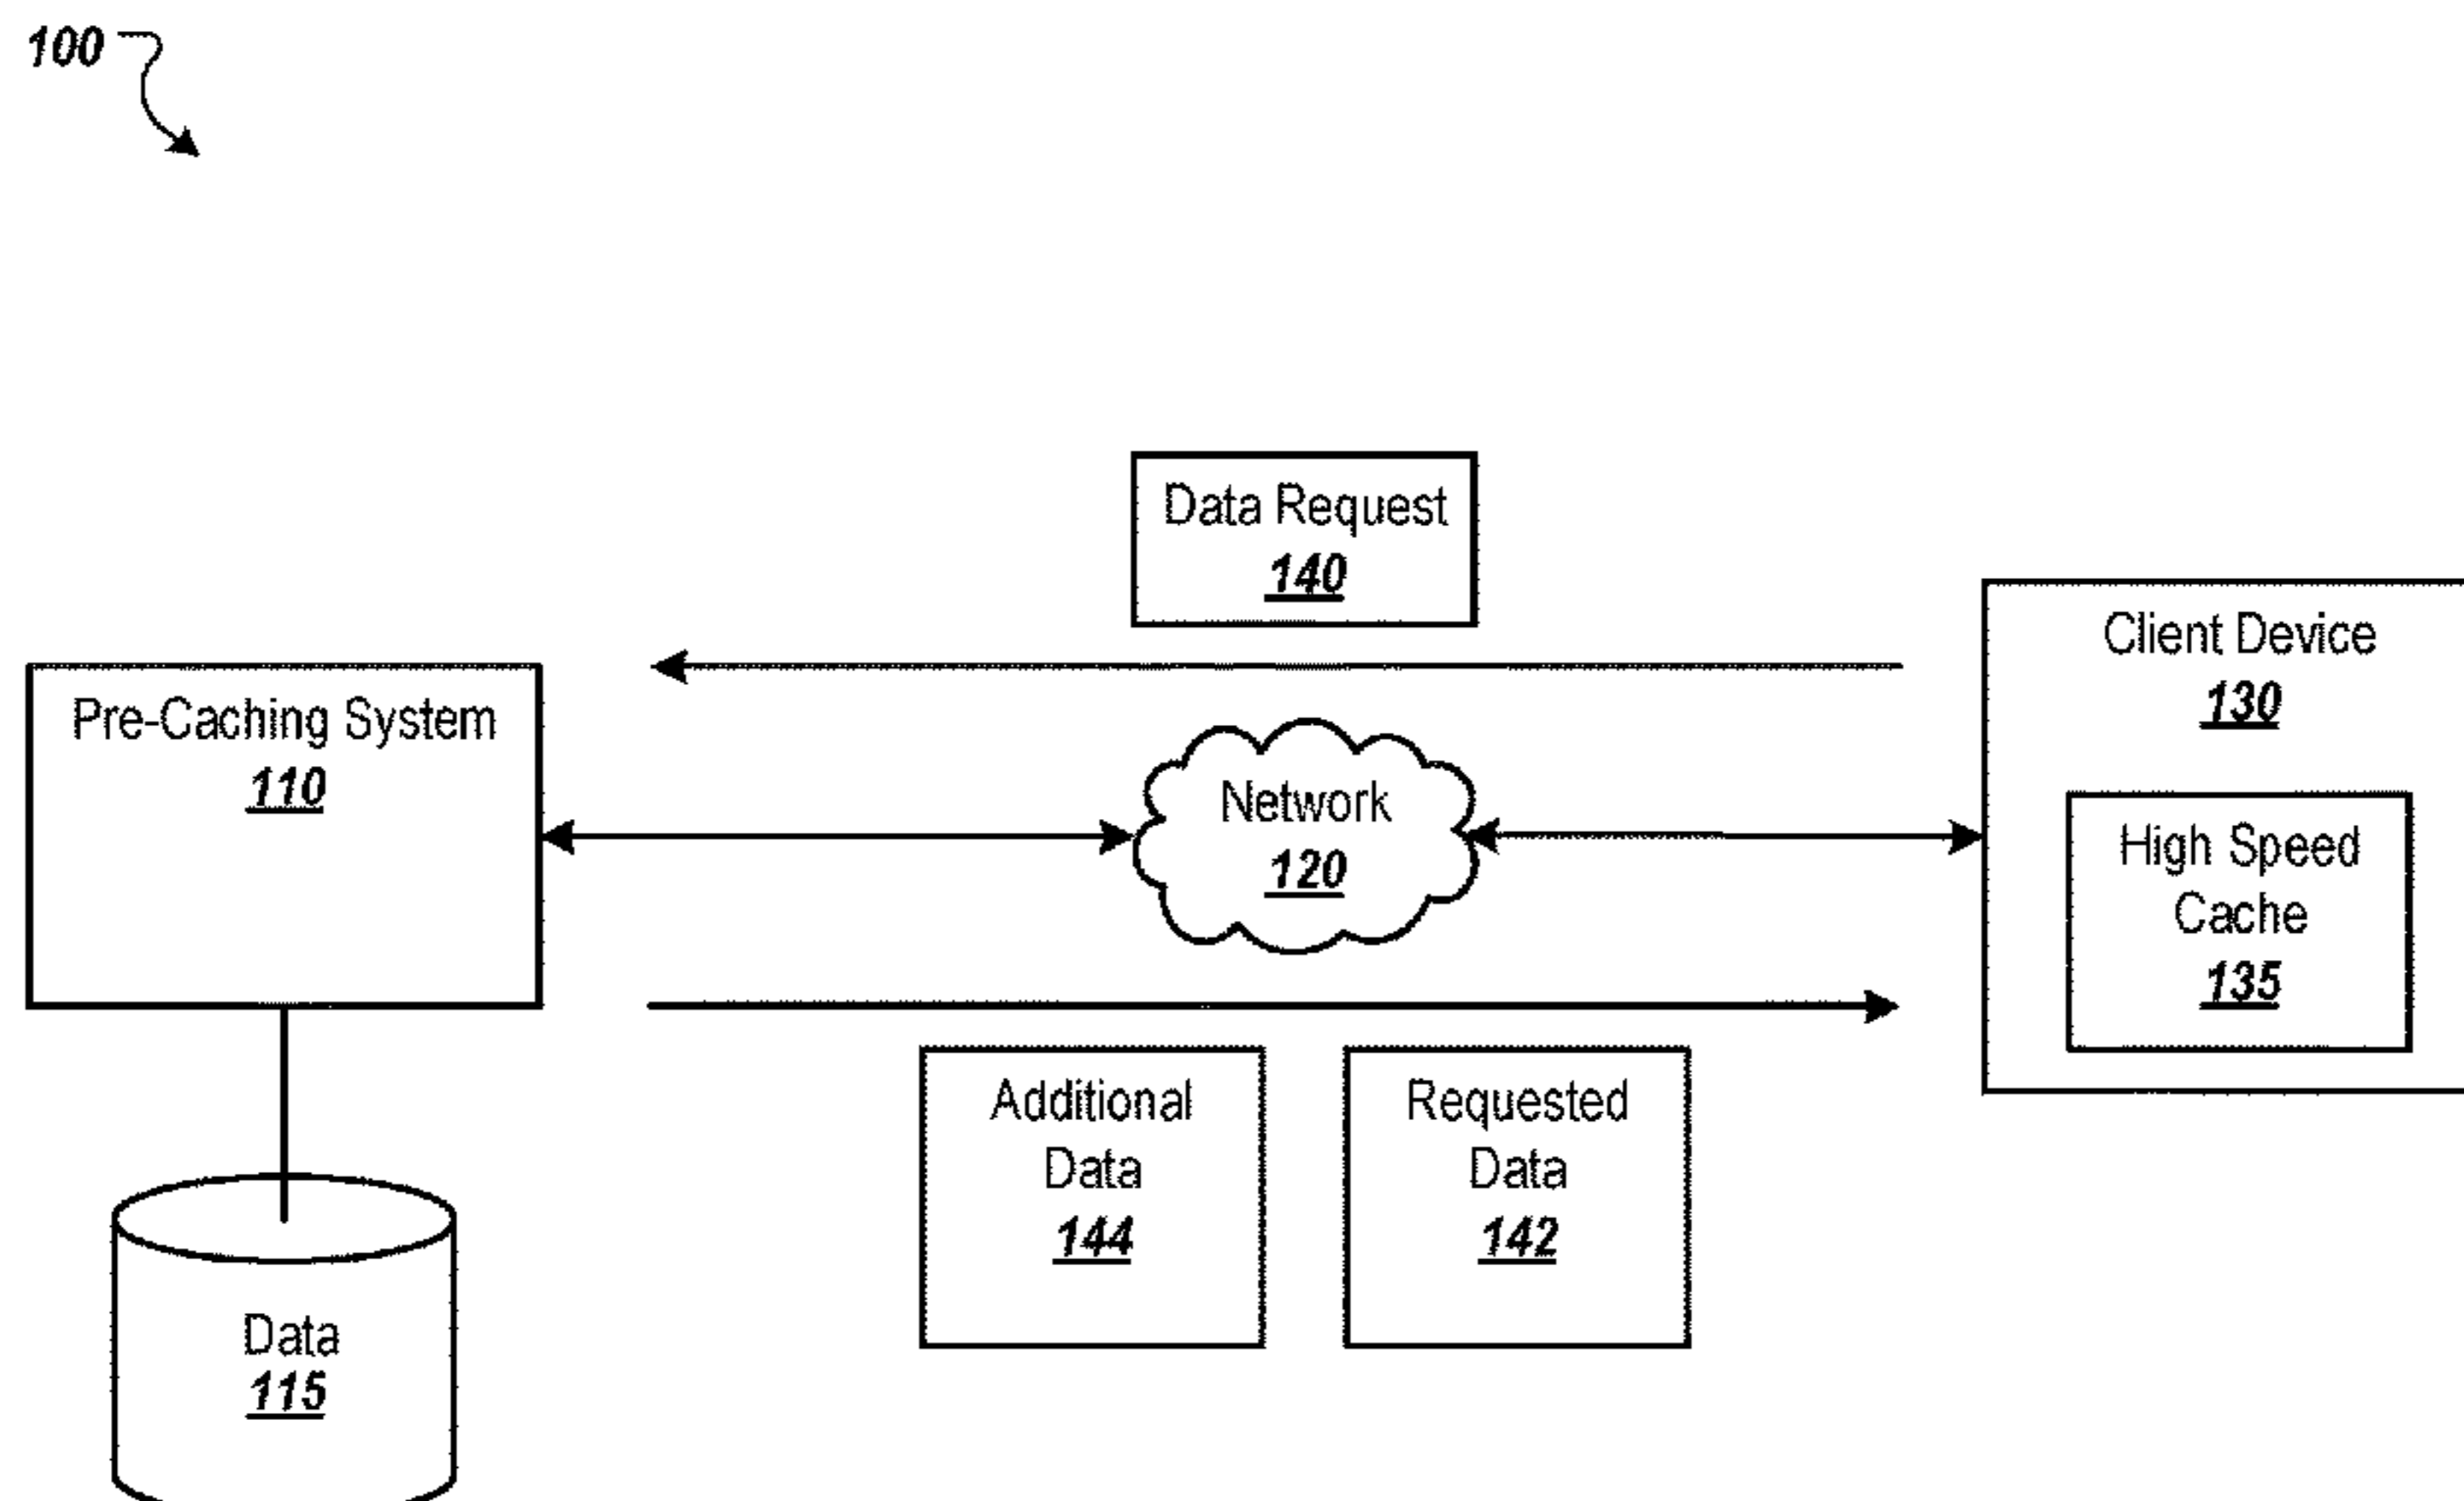 100
Data Request
140
Client Device
130
Pre-Caching System
110
Network
120
High Speed
Cache
135
Additional
Data
144
Requested
Data
142
Data
115